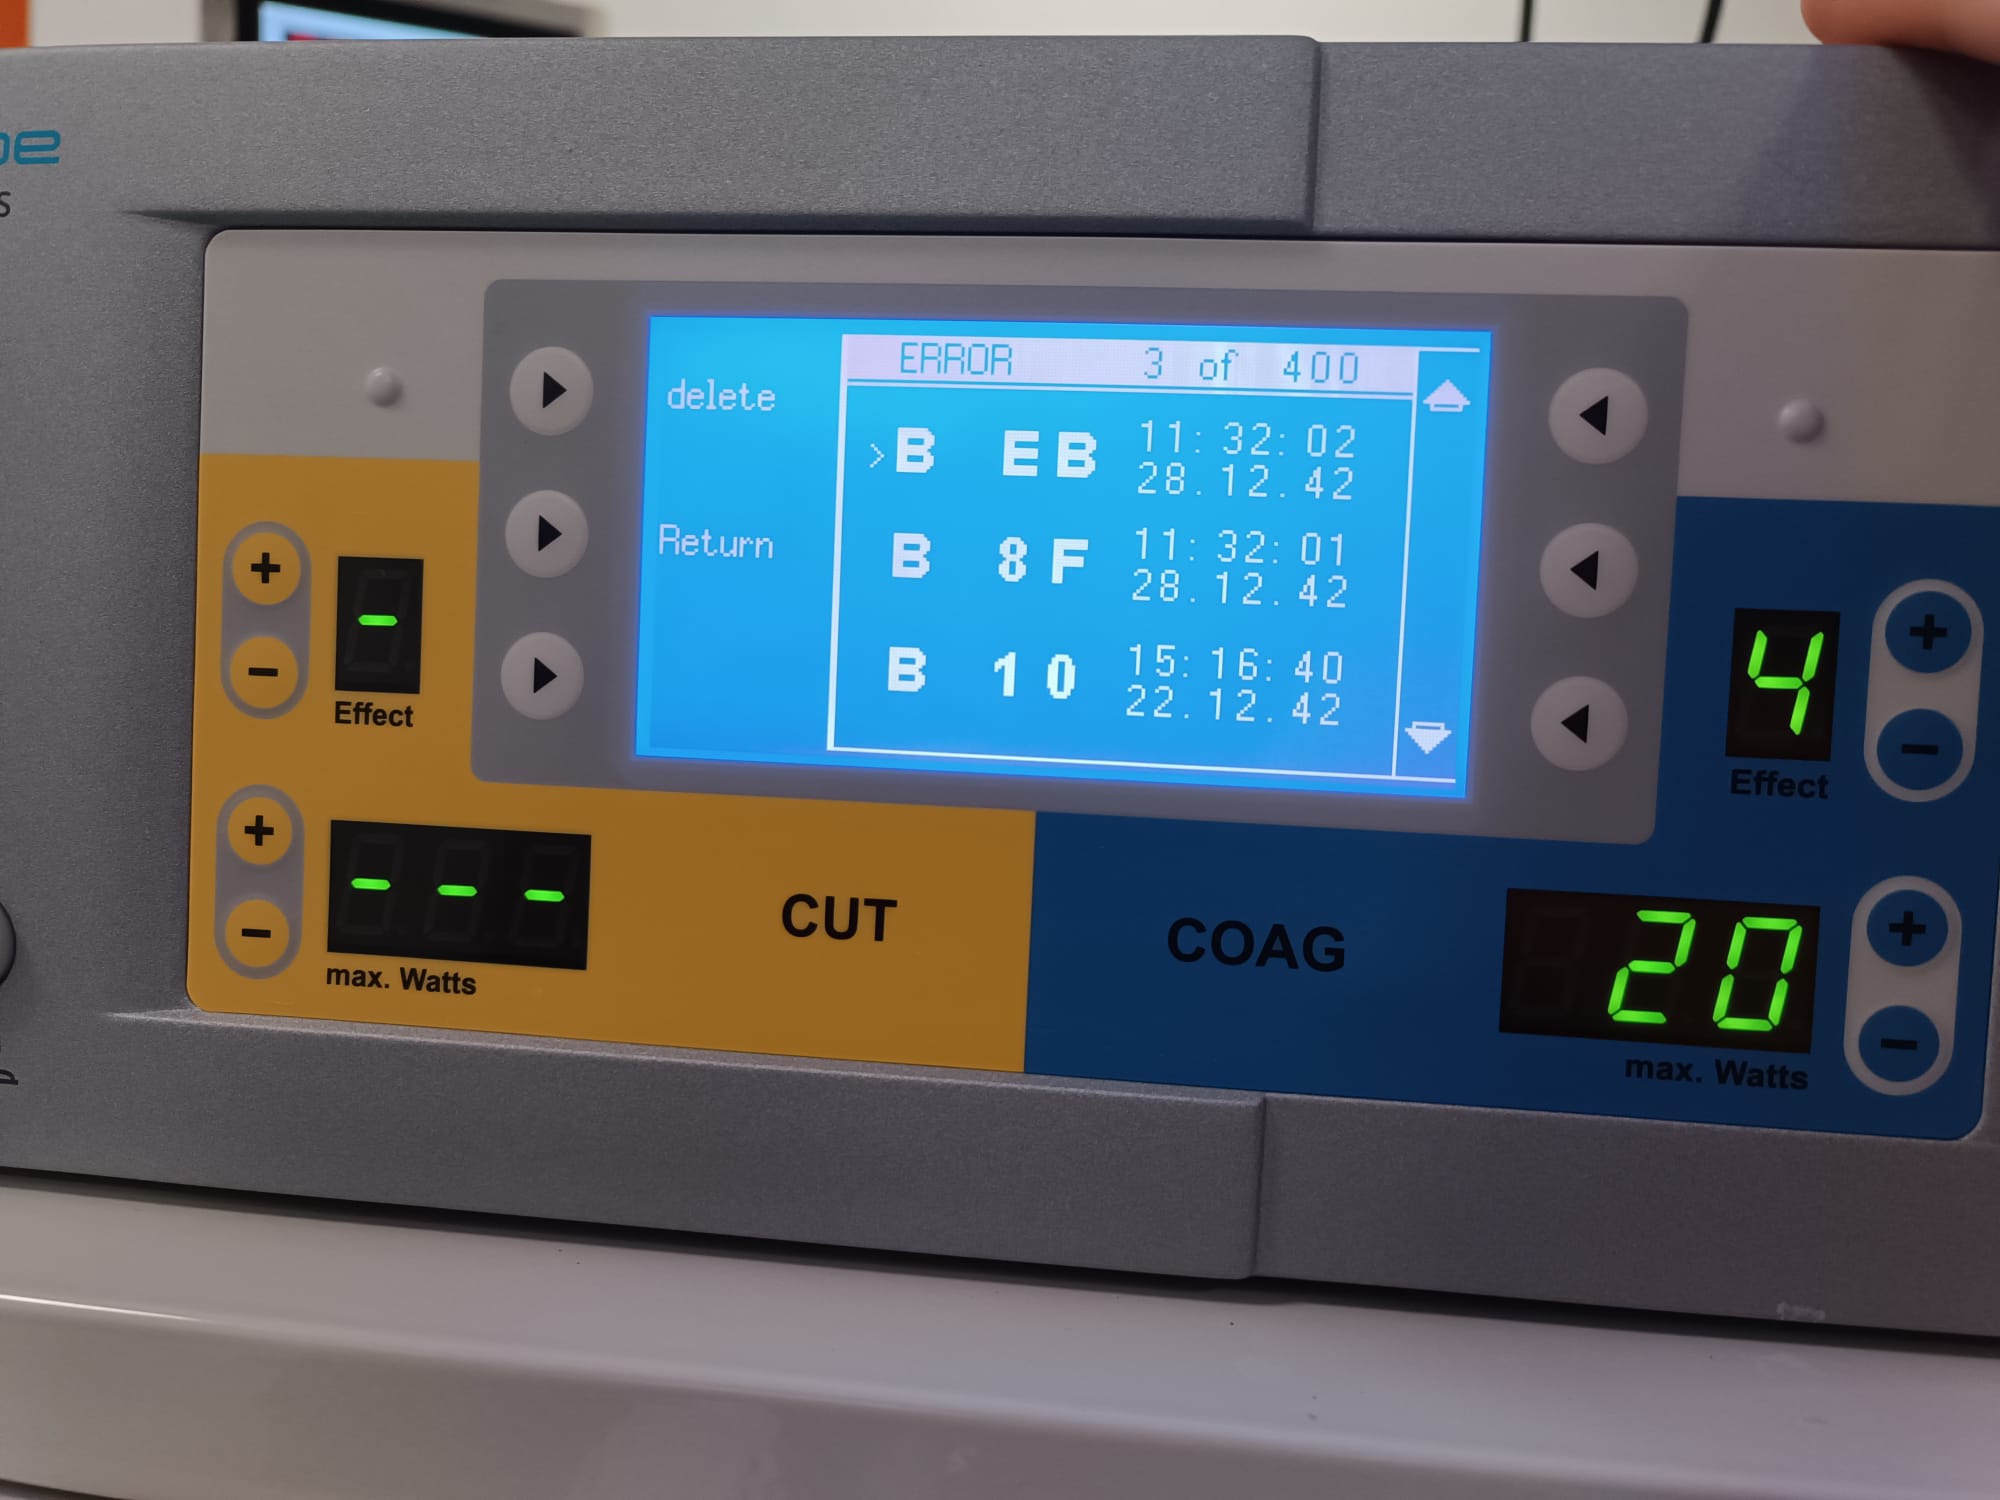 be
s
delete
Return
ERROR 3 of 400
>B EB 11:32:02
28.12.42
B 8F 11:32:01
28.12.42
B 10 15:16:40
22.12.42
+
-
-
Effect
+
-
---
max. Watts
CUT
COAG
4
Effect
+
-
20
max. Watts
+
-